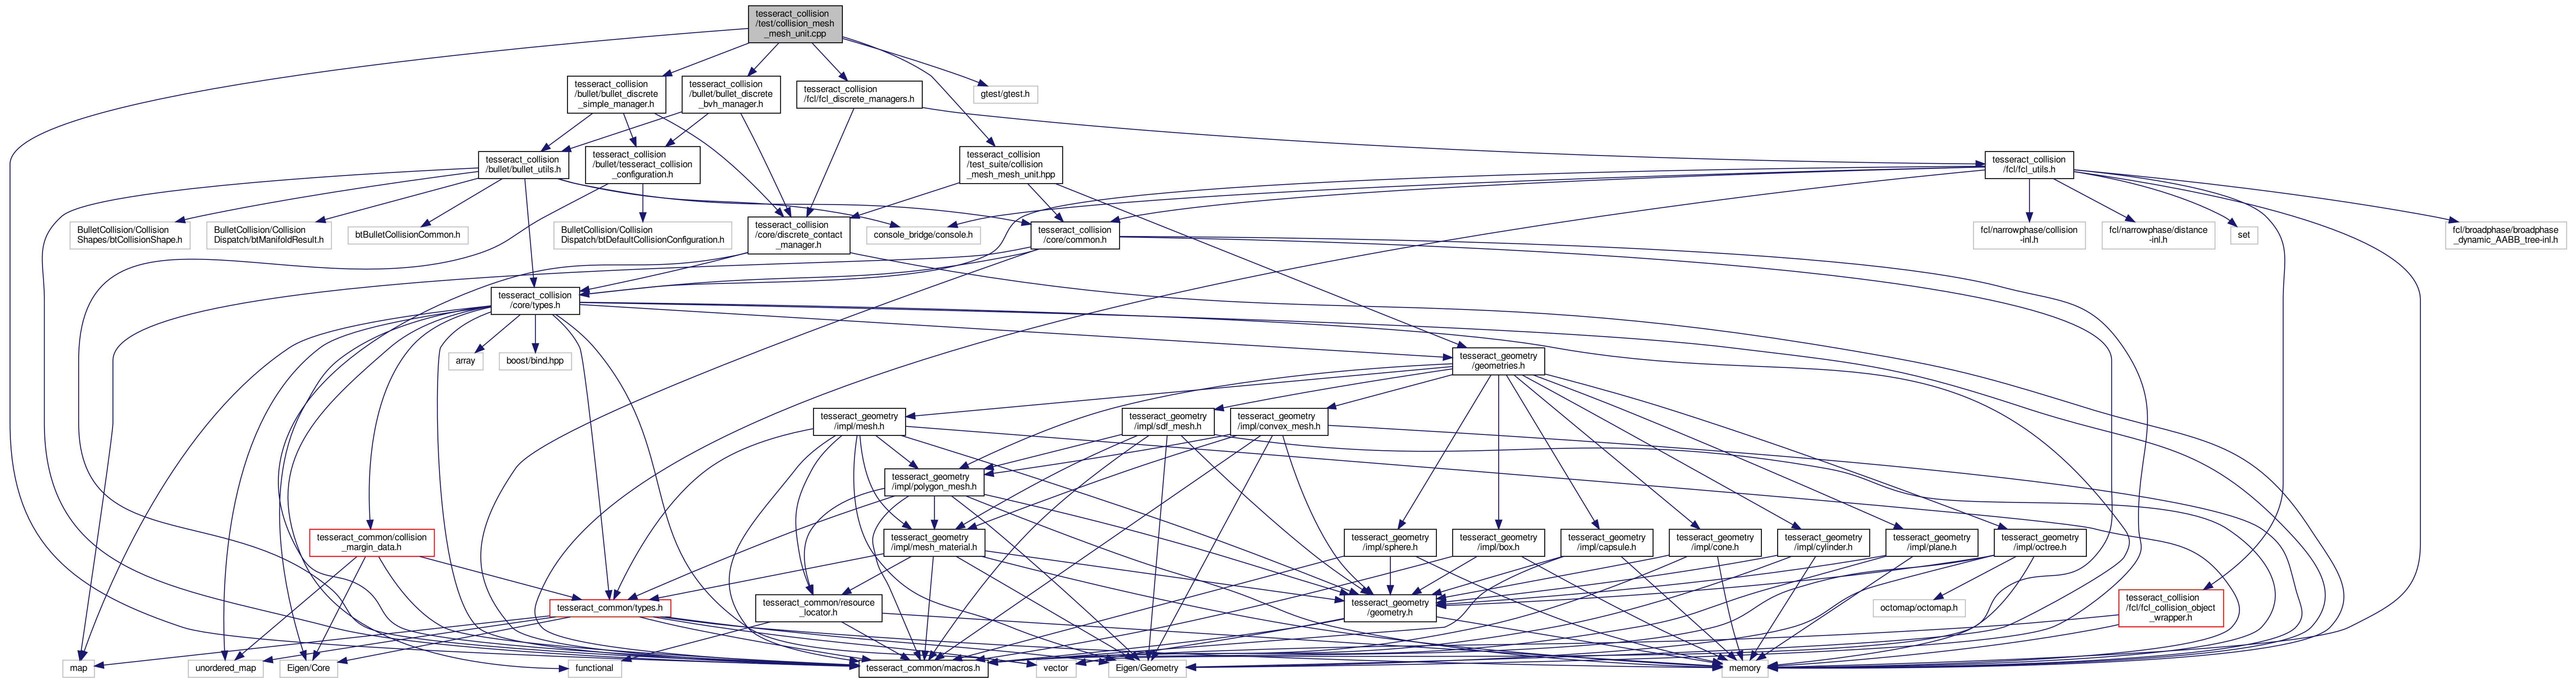 tesseract_collision
/test/collision_mesh
_mesh_unit.cpp
tesseract_collision
/bullet/bullet_discrete
_simple_manager.h
tesseract_collision
/bullet/bullet_discrete
_bvh_manager.h
tesseract_collision
/fcl/fcl_discrete_managers.h
gtest/gtest.h
tesseract_collision
/bullet/bullet_utils.h
tesseract_collision
/bullet/tesseract_collision
_configuration.h
tesseract_collision
/test_suite/collision
_mesh_mesh_unit.hpp
tesseract_collision
/fcl/fcl_utils.h
BulletCollision/Collision
Shapes/btCollisionShape.h
BulletCollision/Collision
Dispatch/btManifoldResult.h
btBulletCollisionCommon.h
BulletCollision/Collision
Dispatch/btDefaultCollisionConfiguration.h
tesseract_collision
/core/discrete_contact
_manager.h
console_bridge/console.h
tesseract_collision
/core/common.h
fcl/narrowphase/collision
-inl.h
fcl/narrowphase/distance
-inl.h
set
fcl/broadphase/broadphase
_dynamic_AABB_tree-inl.h
tesseract_collision
/core/types.h
array
boost/bind.hpp
tesseract_geometry
/geometries.h
tesseract_geometry
/impl/mesh.h
tesseract_geometry
/impl/sdf_mesh.h
tesseract_geometry
/impl/convex_mesh.h
tesseract_geometry
/impl/polygon_mesh.h
tesseract_common/collision
_margin_data.h
tesseract_geometry
/impl/mesh_material.h
tesseract_geometry
/impl/sphere.h
tesseract_geometry
/impl/box.h
tesseract_geometry
/impl/capsule.h
tesseract_geometry
/impl/cone.h
tesseract_geometry
/impl/cylinder.h
tesseract_geometry
/impl/plane.h
tesseract_geometry
/impl/octree.h
tesseract_common/types.h
tesseract_common/resource
_locator.h
tesseract_geometry
/geometry.h
octomap/octomap.h
tesseract_collision
/fcl/fcl_collision_object
_wrapper.h
map
unordered_map
Eigen/Core
functional
tesseract_common/macros.h
vector
Eigen/Geometry
memory